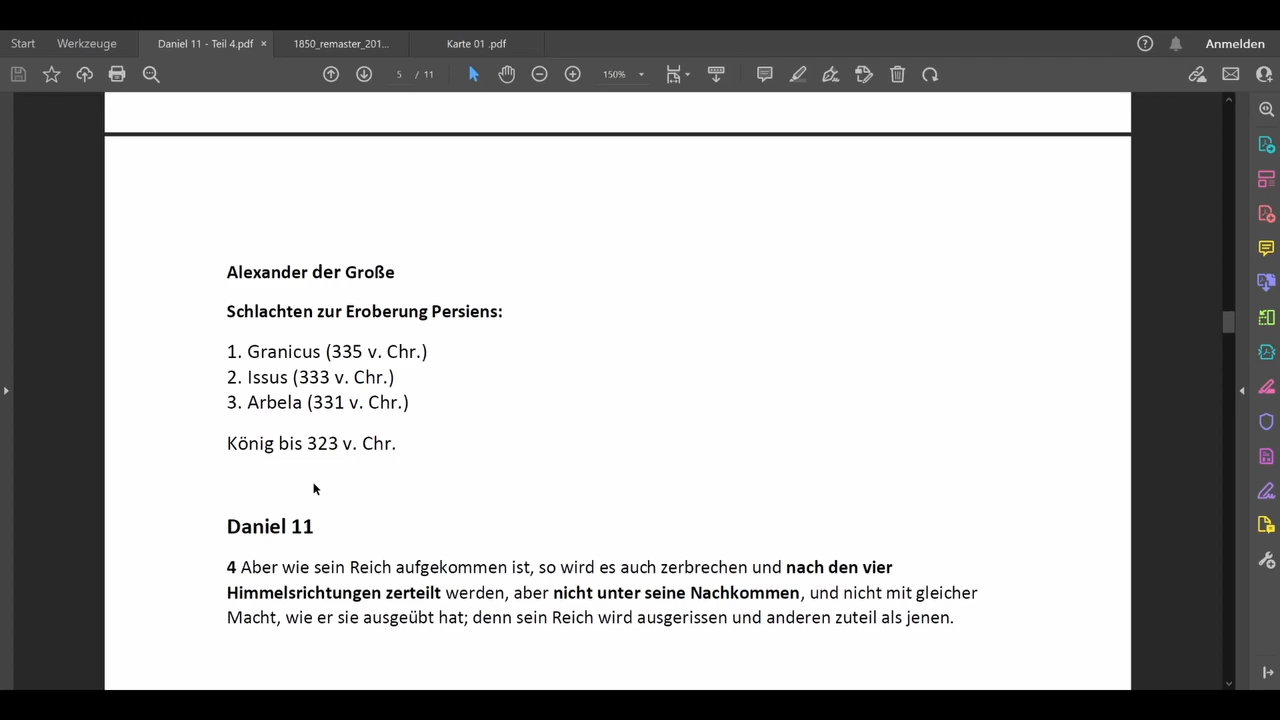 Start Werkzeuge Daniel 11 - Teil 4.pdf × 1850_remaster_201... Karte 01 .pdf Anmelden
5 / 11 150%
Alexander der Große
Schlachten zur Eroberung Persiens:
1. Granicus (335 v. Chr.)
2. Issus (333 v. Chr.)
3. Arbela (331 v. Chr.)
König bis 323 v. Chr.
Daniel 11
4 Aber wie sein Reich aufgekommen ist, so wird es auch zerbrechen und nach den vier
Himmelsrichtungen zerteilt werden, aber nicht unter seine Nachkommen, und nicht mit gleicher
Macht, wie er sie ausgeübt hat; denn sein Reich wird ausgerissen und anderen zuteil als jenen.